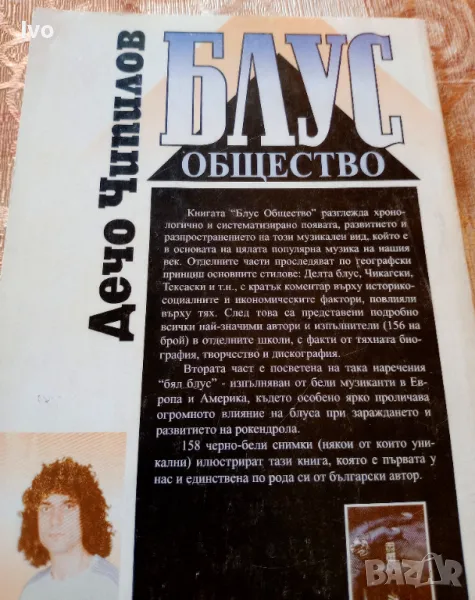 Ivo
Дечо Чипилов
БЛУС
ОБЩЕСТВО
Книгата "Блус Общество" разглежда хроно-
логично и систематизирано появата, развитието и
разпространението на този музикален вид, който е
в основата на цялата популярна музика на нашия
век. Отделните части проследяват по географски
принцип основните стилове: Делта блус, Чикагски,
Тексаски и т.н., с кратък коментар върху историко-
социалните и икономическите фактори, повлияли
върху тях. След това са представени подробно
всички най-значими автори и изпълнители (156 на
брой) в отделните школи, с факти от тяхната био-
графия, творчество и дискография.
Втората част е посветена на така наречения
"бял блус" - изпълняван от бели музиканти в Ев-
ропа и Америка, където особено ярко проличава
огромното влияние на блуса при зараждането и
развитието на рокендрола.
158 черно-бели снимки (някои от които уни-
кални) илюстрират тази книга, която е първата у
нас и единствена по рода си от български автор.
bazar.bg